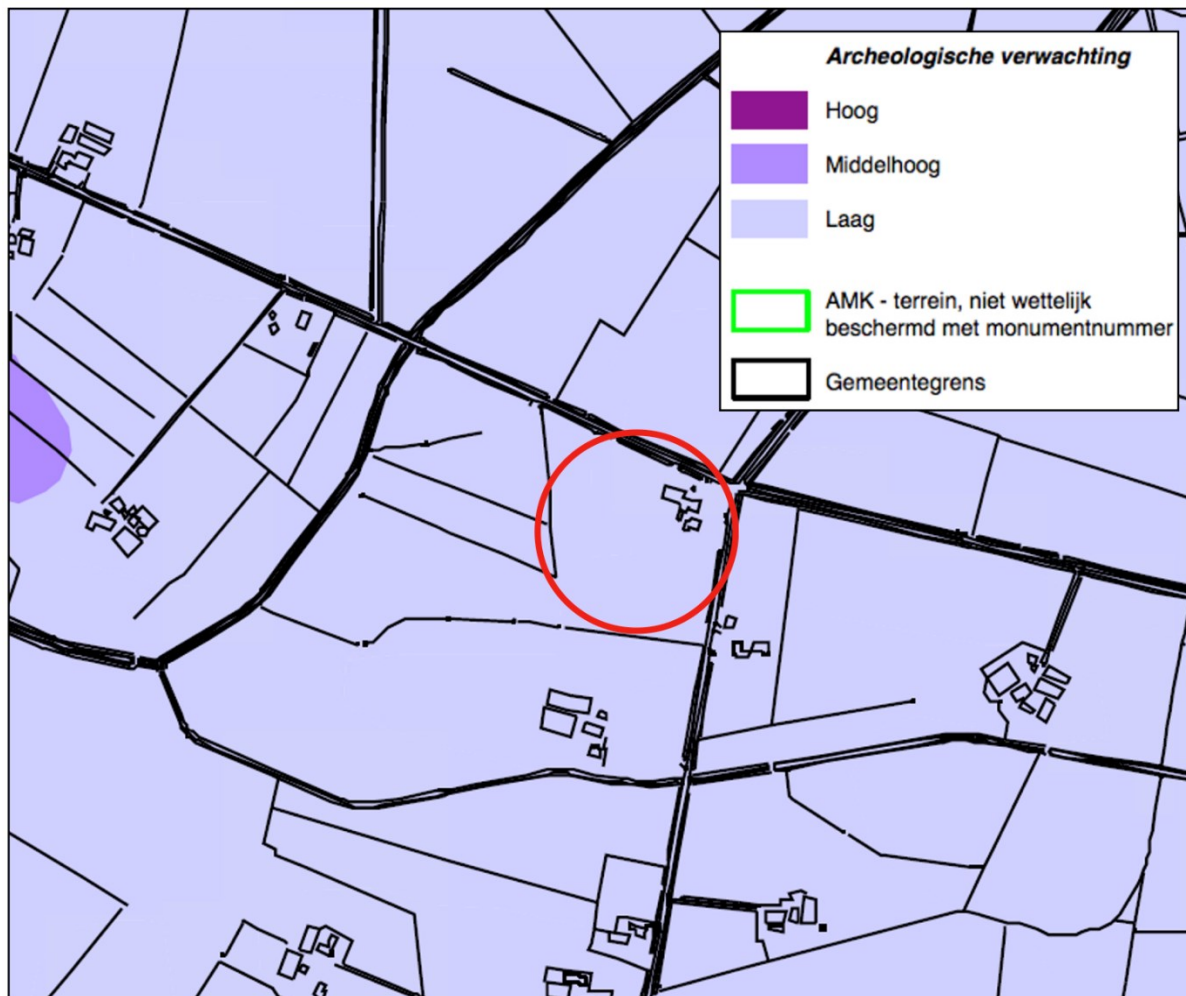 Archeologische verwachting
Hoog
Middelhoog
Laag
AMK - terrein, niet wettelijk
beschermd met monumentnummer
Gemeentegrens